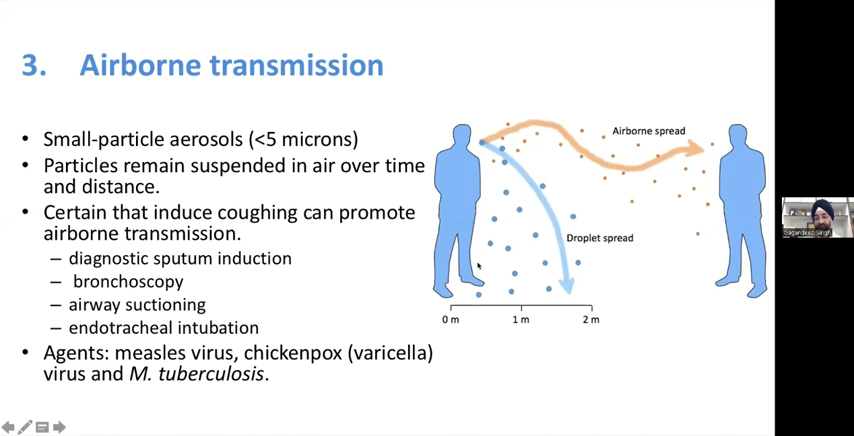 3. Airborne transmission
• Small-particle aerosols (<5 microns)
• Particles remain suspended in air over time
and distance.
• Certain that induce coughing can promote
airborne transmission.
– diagnostic sputum induction
– bronchoscopy
– airway suctioning
– endotracheal intubation
• Agents: measles virus, chickenpox (varicella)
virus and M. tuberculosis.
Airborne spread
Droplet spread
0 m 1 m 2 m
Gagandeep Singh